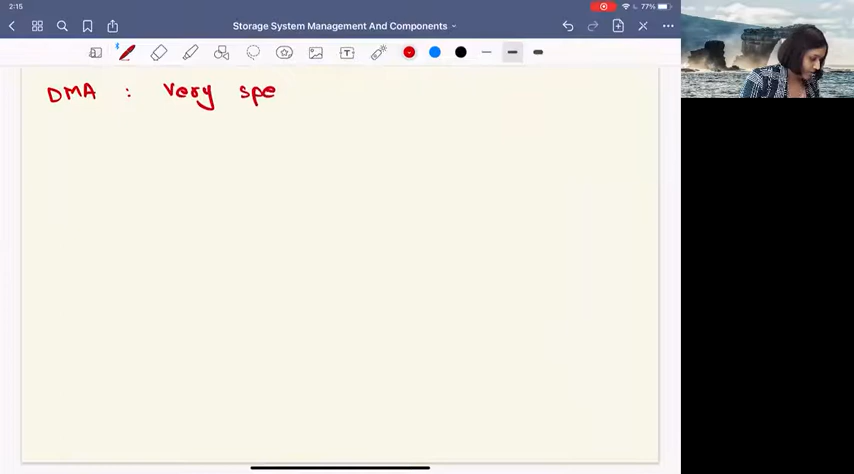 2:15
77%
Storage System Management And Components
T
DMA : Very spe